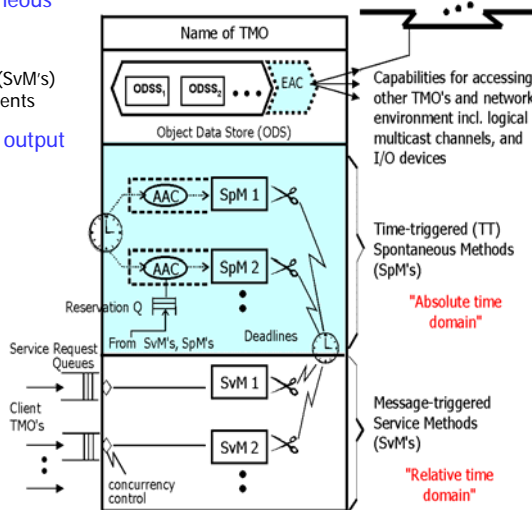 neous
(SvM's)
ents
output
Name of TMO
ODSS1
ODSS2
EAC
Object Data Store (ODS)
Capabilities for accessing
other TMO's and network
environment incl. logical
multicast channels, and
I/O devices
AAC
SpM 1
AAC
SpM 2
Time-triggered (TT)
Spontaneous Methods
(SpM's)
"Absolute time
domain"
Reservation Q
From SvM's, SpM's
Deadlines
Service Request
Queues
SvM 1
Client
TMO's
SvM 2
Message-triggered
Service Methods
(SvM's)
"Relative time
domain"
concurrency
control